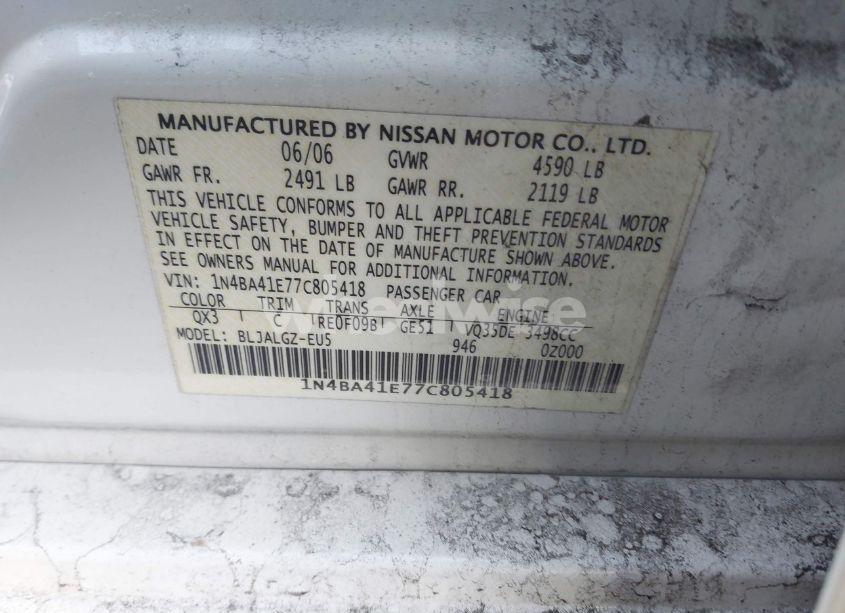 MANUFACTURED BY NISSAN MOTOR CO., LTD.
DATE 06/06 GVWR 4590 LB
GAWR FR. 2491 LB GAWR RR. 2119 LB
THIS VEHICLE CONFORMS TO ALL APPLICABLE FEDERAL MOTOR
VEHICLE SAFETY, BUMPER AND THEFT PREVENTION STANDARDS
IN EFFECT ON THE DATE OF MANUFACTURE SHOWN ABOVE.
SEE OWNERS MANUAL FOR ADDITIONAL INFORMATION.
VIN: 1N4BA41E77C805418 PASSENGER CAR
COLOR TRIM TRANS AXLE ENGINE
QX3 C RE0F09B GE51 VQ35DE 3498CC
MODEL: BLJALGZ-EU5 946 0Z000
1N4BA41E77C805418